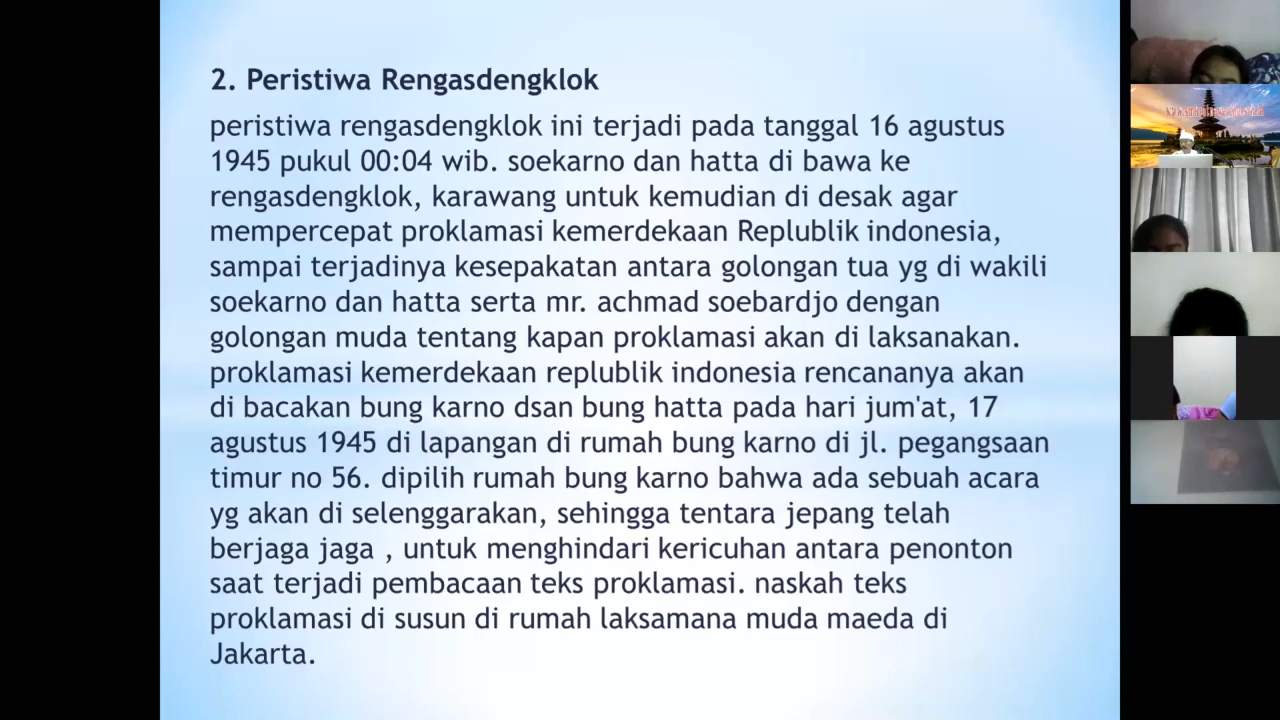 2. Peristiwa Rengasdengklok
peristiwa rengasdengklok ini terjadi pada tanggal 16 agustus
1945 pukul 00:04 wib. soekarno dan hatta di bawa ke
rengasdengklok, karawang untuk kemudian di desak agar
mempercepat proklamasi kemerdekaan Replublik indonesia,
sampai terjadinya kesepakatan antara golongan tua yg di wakili
soekarno dan hatta serta mr. achmad soebardjo dengan
golongan muda tentang kapan proklamasi akan di laksanakan.
proklamasi kemerdekaan replublik indonesia rencananya akan
di bacakan bung karno dsan bung hatta pada hari jum'at, 17
agustus 1945 di lapangan di rumah bung karno di jl. pegangsaan
timur no 56. dipilih rumah bung karno bahwa ada sebuah acara
yg akan di selenggarakan, sehingga tentara jepang telah
berjaga jaga , untuk menghindari kericuhan antara penonton
saat terjadi pembacaan teks proklamasi. naskah teks
proklamasi di susun di rumah laksamana muda maeda di
Jakarta.